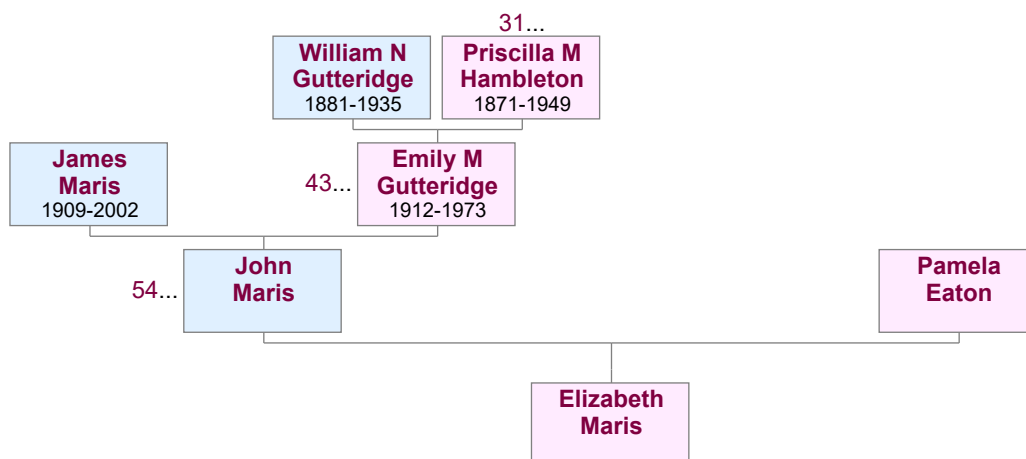 31...
William N
Gutteridge
1881-1935
Priscilla M
Hambleton
1871-1949
James
Maris
1909-2002
43...
Emily M
Gutteridge
1912-1973
54...
John
Maris
Pamela
Eaton
Elizabeth
Maris